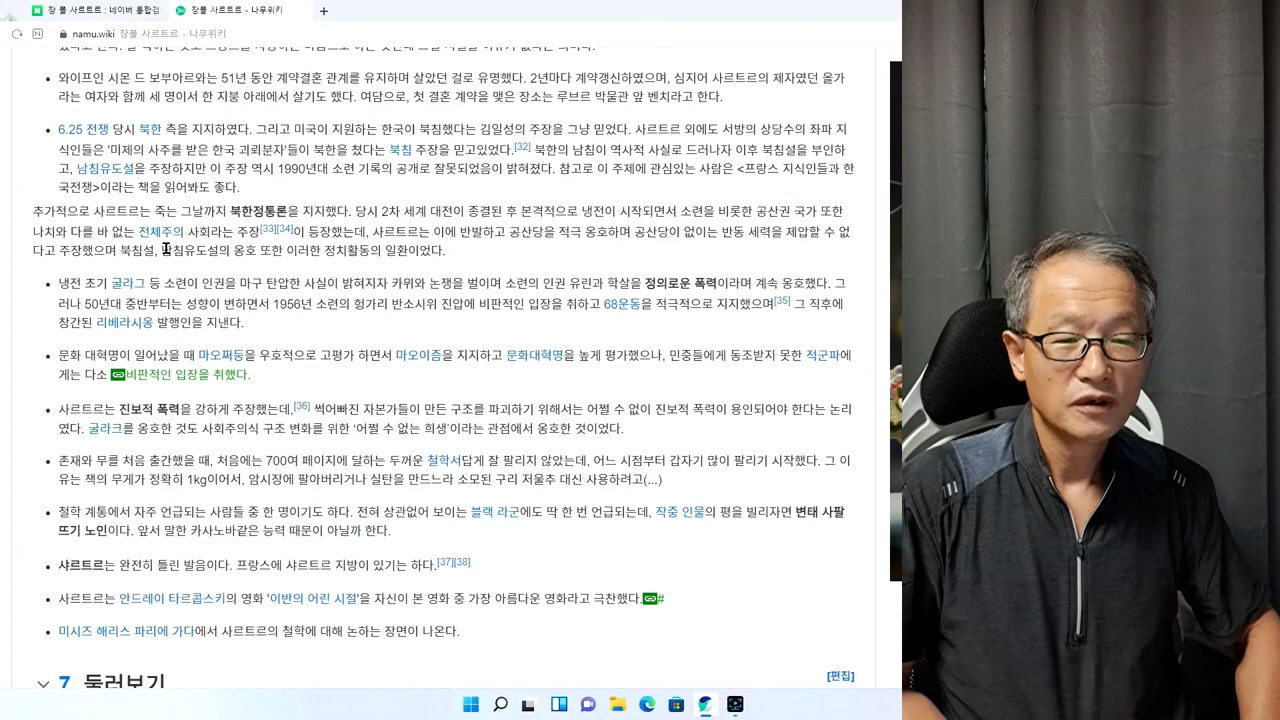 장 폴 사르트르 : 네이버 통합검
장폴 사르트르 - 나무위키
namu.wiki 장폴 사르트르 - 나무위키
와이프인 시몬 드 보부아르와는 51년 동안 계약결혼 관계를 유지하며 살았던 걸로 유명했다. 2년마다 계약갱신하였으며, 심지어 사르트르의 제자였던 올가
라는 여자와 함께 세 명이서 한 지붕 아래에서 살기도 했다. 여담으로, 첫 결혼 계약을 맺은 장소는 루브르 박물관 앞 벤치라고 한다.
6.25 전쟁 당시 북한 측을 지지하였다. 그리고 미국이 지원하는 한국이 북침했다는 김일성의 주장을 그냥 믿었다. 사르트르 외에도 서방의 상당수의 좌파 지
식인들은 '미제의 사주를 받은 한국 괴뢰분자'들이 북한을 쳤다는 북침 주장을 믿고있었다.[32] 북한의 남침이 역사적 사실로 드러나자 이후 북침설을 부인하
고, 남침유도설을 주장하지만 이 주장 역시 1990년대 소련 기록의 공개로 잘못되었음이 밝혀졌다. 참고로 이 주제에 관심있는 사람은 <프랑스 지식인들과 한
국전쟁>이라는 책을 읽어봐도 좋다.
추가적으로 사르트르는 죽는 그날까지 북한정통론을 지지했다. 당시 2차 세계 대전이 종결된 후 본격적으로 냉전이 시작되면서 소련을 비롯한 공산권 국가 또한
나치와 다를 바 없는 전체주의 사회라는 주장[33][34]이 등장했는데, 사르트르는 이에 반발하고 공산당을 적극 옹호하며 공산당이 없이는 반동 세력을 제압할 수 없
다고 주장했으며 북침설, 남침유도설의 옹호 또한 이러한 정치활동의 일환이었다.
냉전 초기 굴라그 등 소련이 인권을 마구 탄압한 사실이 밝혀지자 카뮈와 논쟁을 벌이며 소련의 인권 유린과 학살을 정의로운 폭력이라며 계속 옹호했다. 그
러나 50년대 중반부터는 성향이 변하면서 1956년 소련의 헝가리 반소시위 진압에 비판적인 입장을 취하고 68운동을 적극적으로 지지했으며[35] 그 직후에
창간된 리베라시옹 발행인을 지낸다.
문화 대혁명이 일어났을 때 마오쩌둥을 우호적으로 고평가 하면서 마오이즘을 지지하고 문화대혁명을 높게 평가했으나, 민중들에게 동조받지 못한 적군파에
게는 다소 비판적인 입장을 취했다.
사르트르는 진보적 폭력을 강하게 주장했는데,[36] 썩어빠진 자본가들이 만든 구조를 파괴하기 위해서는 어쩔 수 없이 진보적 폭력이 용인되어야 한다는 논리
였다. 굴라크를 옹호한 것도 사회주의식 구조 변화를 위한 '어쩔 수 없는 희생'이라는 관점에서 옹호한 것이었다.
존재와 무를 처음 출간했을 때, 처음에는 700여 페이지에 달하는 두꺼운 철학서답게 잘 팔리지 않았는데, 어느 시점부터 갑자기 많이 팔리기 시작했다. 그 이
유는 책의 무게가 정확히 1kg이어서, 암시장에 팔아버리거나 실탄을 만드느라 소모된 구리 저울추 대신 사용하려고(...)
철학 계통에서 자주 언급되는 사람들 중 한 명이기도 하다. 전혀 상관없어 보이는 블랙 라군에도 딱 한 번 언급되는데, 작중 인물의 평을 빌리자면 변태 사팔
뜨기 노인이다. 앞서 말한 카사노바같은 능력 때문이 아닐까 한다.
샤르트르는 완전히 틀린 발음이다. 프랑스에 샤르트르 지방이 있기는 하다.[37][38]
사르트르는 안드레이 타르콥스키의 영화 '이반의 어린 시절'을 자신이 본 영화 중 가장 아름다운 영화라고 극찬했다.#
미시즈 해리스 파리에 가다에서 사르트르의 철학에 대해 논하는 장면이 나온다.
7. 둘러보기
[편집]